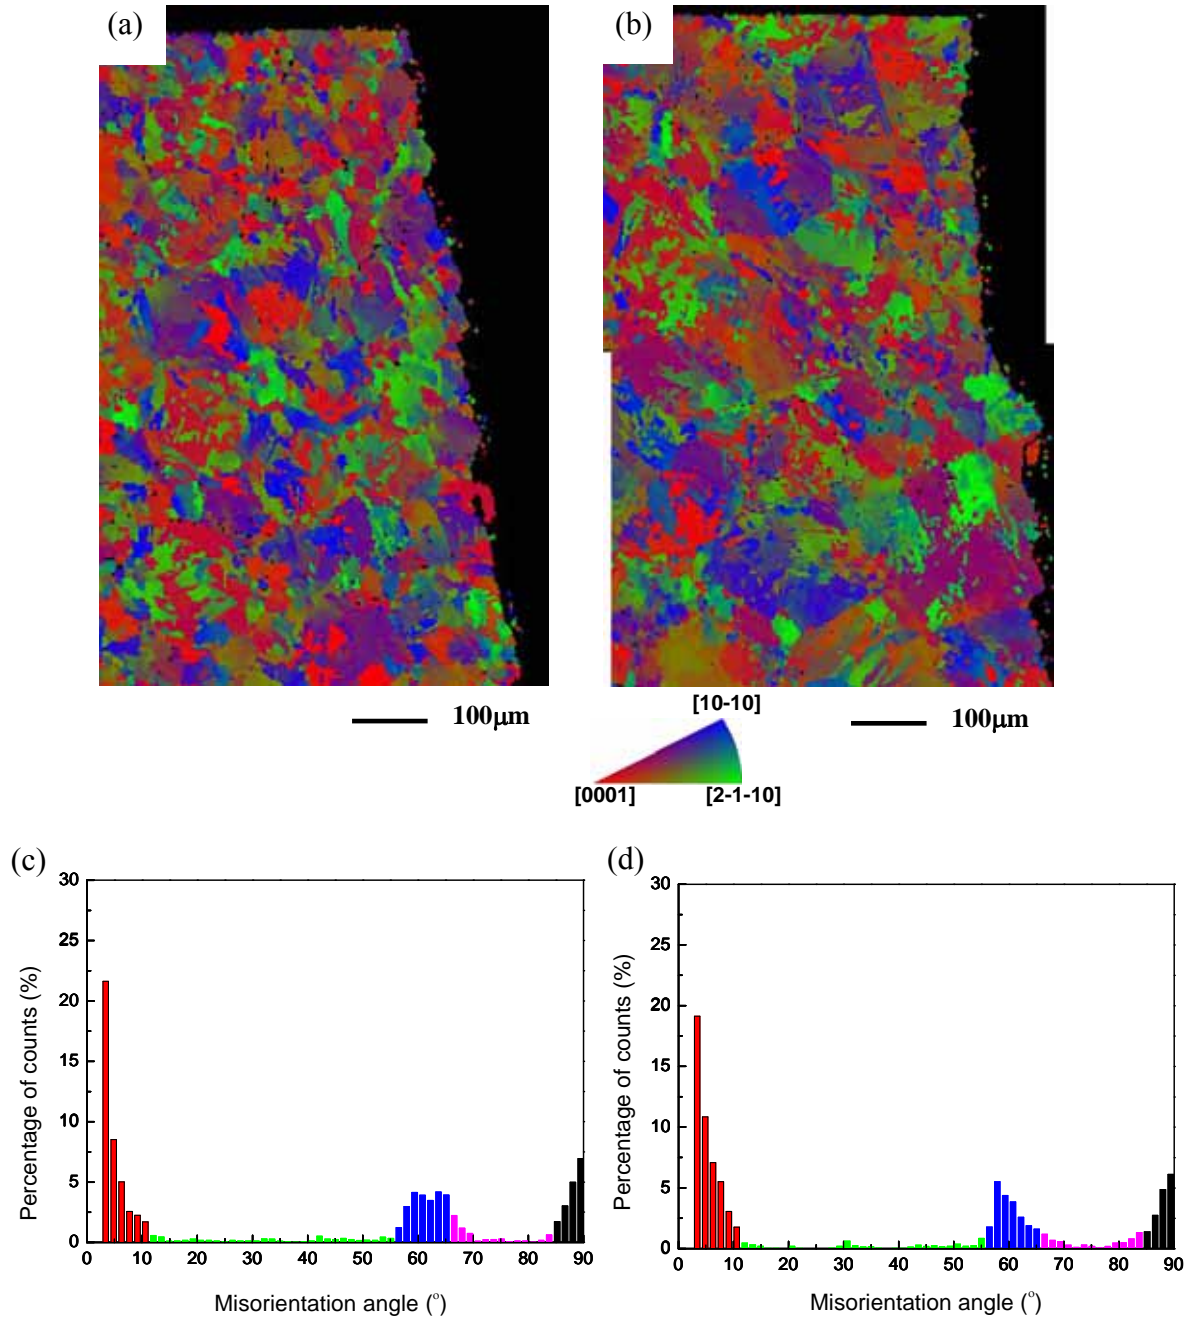 (a) (b)
100μm 100μm
[10-10]
[0001] [2-1-10]
(c) (d)
30 30
25 25
20 20
15 15
10 10
5 5
0 0
0 10 20 30 40 50 60 70 80 90 0 10 20 30 40 50 60 70 80 90
Percentage of counts (%) Percentage of counts (%)
Misorientation angle (°) Misorientation angle (°)